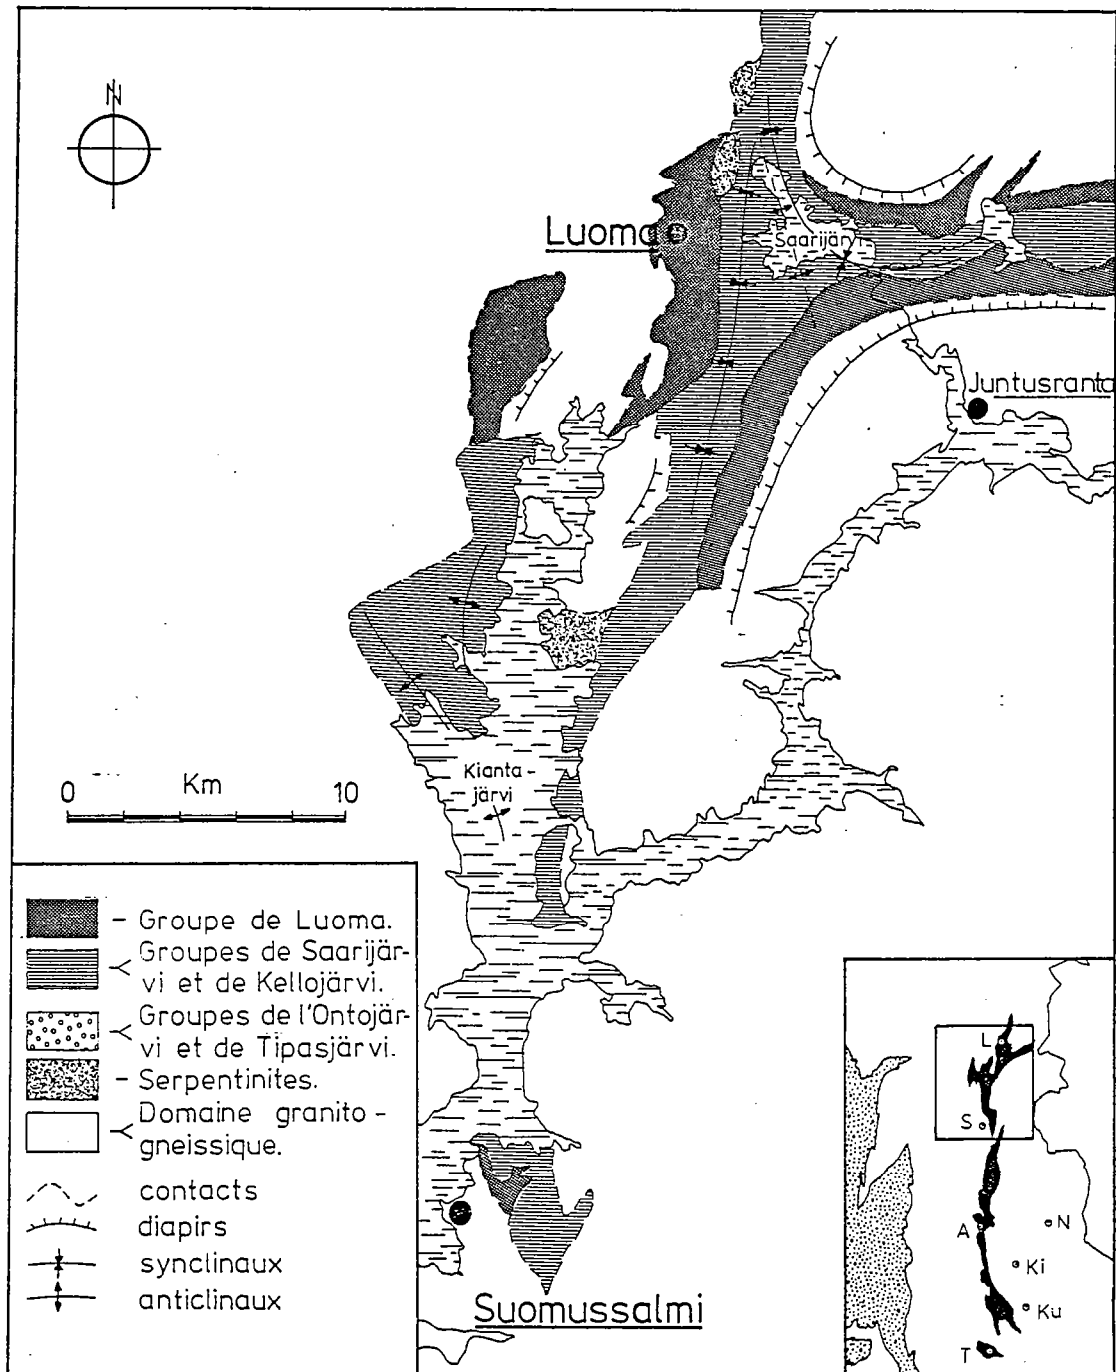 N
Luoma
Saarijärvi
Juntusranta
Kianta-
järvi
0 Km 10
- Groupe de Luoma.
Groupes de Saarijär-
vi et de Kellojärvi.
Groupes de l'Ontojär-
vi et de Tipasjärvi.
- Serpentinites.
Domaine granito-
gneissique.
contacts
diapirs
synclinaux
anticlinaux
Suomussalmi
L
S
A
N
Ki
Ku
T